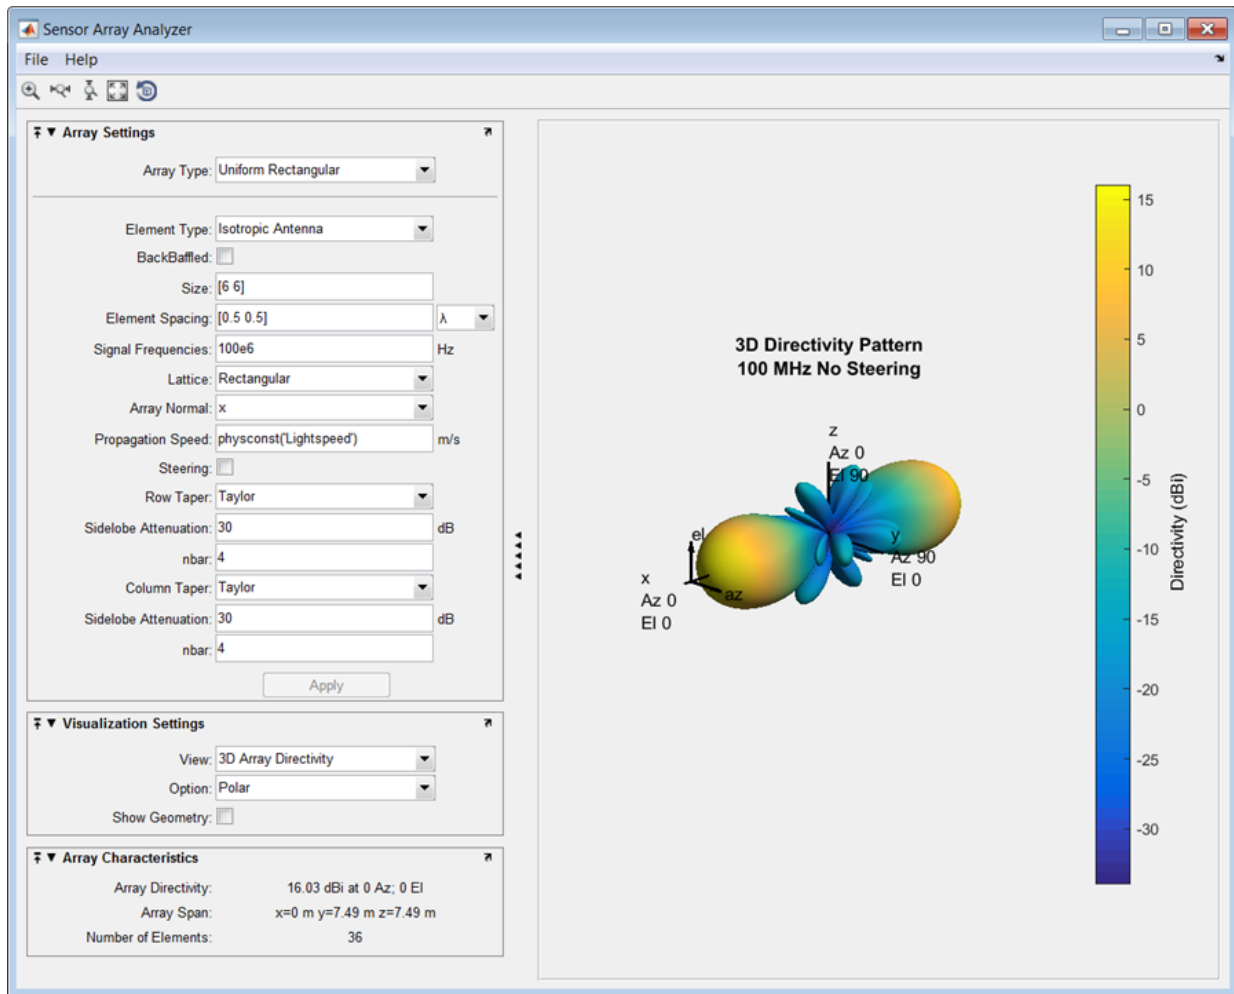 Sensor Array Analyzer
File Help
Array Settings
Array Type: Uniform Rectangular
Element Type: Isotropic Antenna
BackBaffled:
Size: [6 6]
Element Spacing: [0.5 0.5] λ
Signal Frequencies: 100e6 Hz
Lattice: Rectangular
Array Normal: x
Propagation Speed: physconst('Lightspeed') m/s
Steering:
Row Taper: Taylor
Sidelobe Attenuation: 30 dB
nbar: 4
Column Taper: Taylor
Sidelobe Attenuation: 30 dB
nbar: 4
Apply
Visualization Settings
View: 3D Array Directivity
Option: Polar
Show Geometry:
Array Characteristics
Array Directivity: 16.03 dBi at 0 Az; 0 El
Array Span: x=0 m y=7.49 m z=7.49 m
Number of Elements: 36
3D Directivity Pattern
100 MHz No Steering
z
Az 0
El 90
y
Az 90
El 0
el
az
x
Az 0
El 0
15
10
5
0
-5
-10
-15
-20
-25
-30
Directivity (dBi)